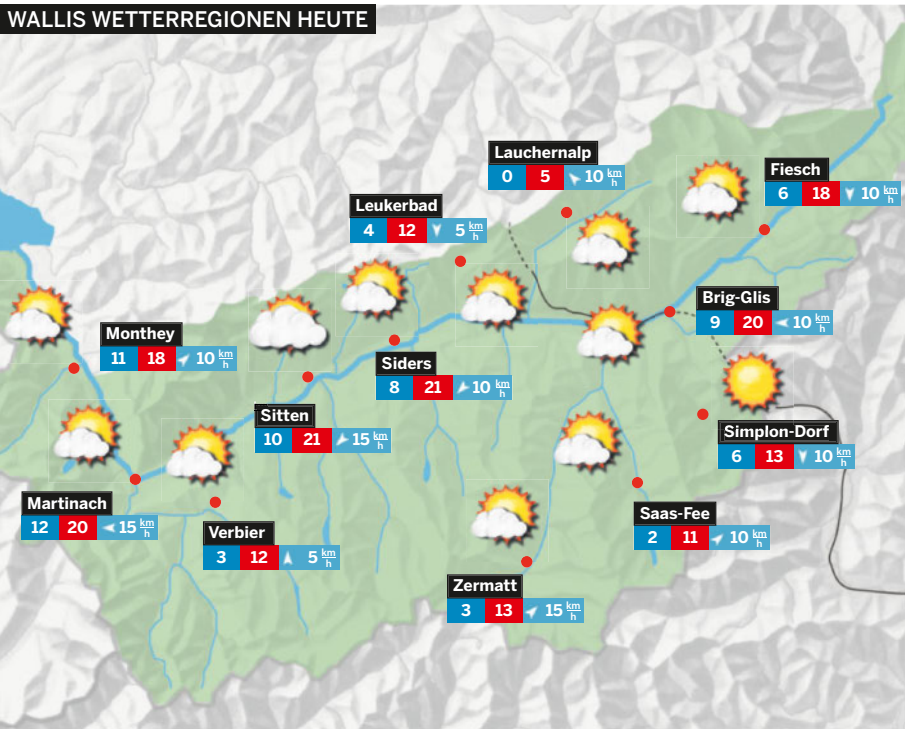 WALLIS WETTERREGIONEN HEUTE
Lauchernalp
0 5 10 km/h
Fiesch
6 18 10 km/h
Leukerbad
4 12 5 km/h
Brig-Glis
9 20 10 km/h
Monthey
11 18 10 km/h
Siders
8 21 10 km/h
Sitten
10 21 15 km/h
Simplon-Dorf
6 13 10 km/h
Martinach
12 20 15 km/h
Saas-Fee
2 11 10 km/h
Verbier
3 12 5 km/h
Zermatt
3 13 15 km/h